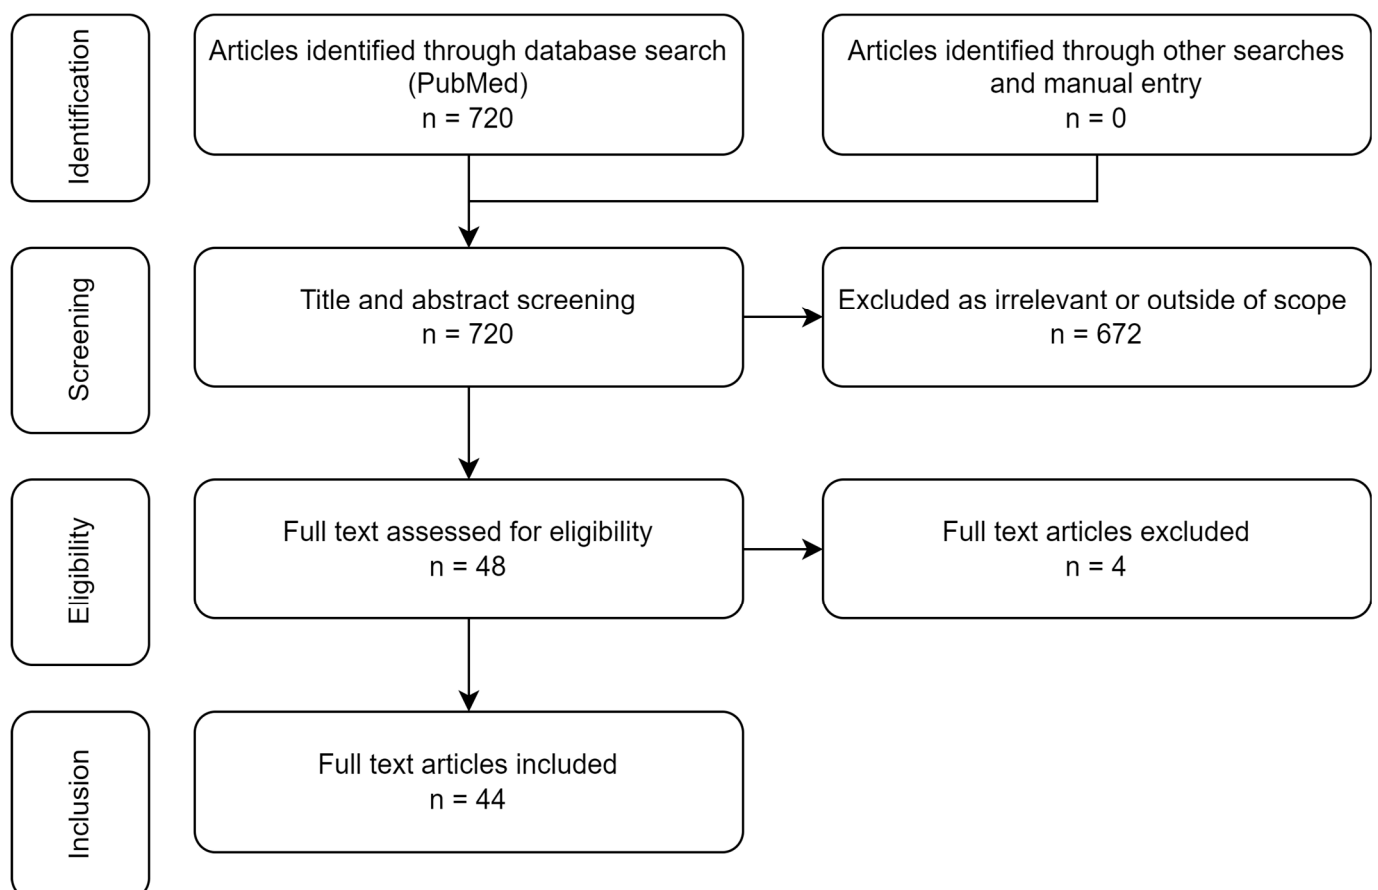 Identification
Articles identified through database search
(PubMed)
n = 720
Articles identified through other searches
and manual entry
n = 0
Screening
Title and abstract screening
n = 720
Excluded as irrelevant or outside of scope
n = 672
Eligibility
Full text assessed for eligibility
n = 48
Full text articles excluded
n = 4
Inclusion
Full text articles included
n = 44